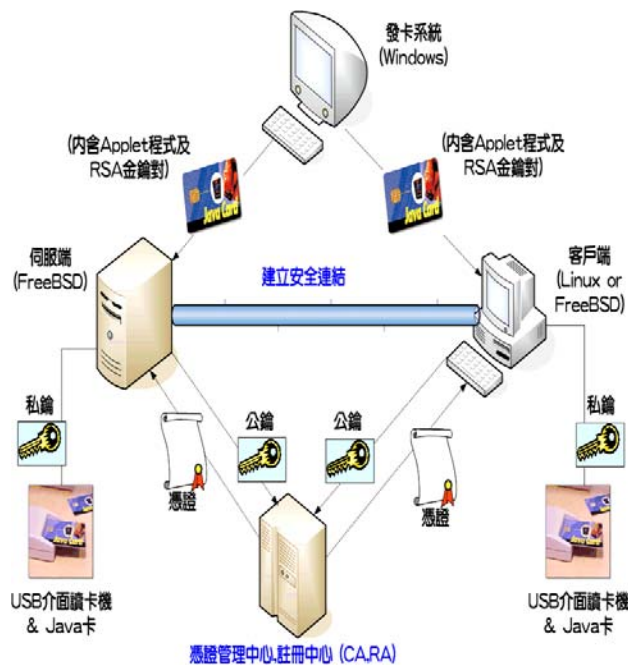 發卡系統
(Windows)
(內含Applet程式及
RSA金鑰對)
(內含Applet程式及
RSA金鑰對)
Java Card
Java Card
伺服端
(FreeBSD)
建立安全連結
客戶端
(Linux or
FreeBSD)
私鑰
公鑰
公鑰
私鑰
憑證
憑證
USB介面讀卡機
& Java卡
USB介面讀卡機
& Java卡
憑證管理中心,註冊中心 (CA,RA)